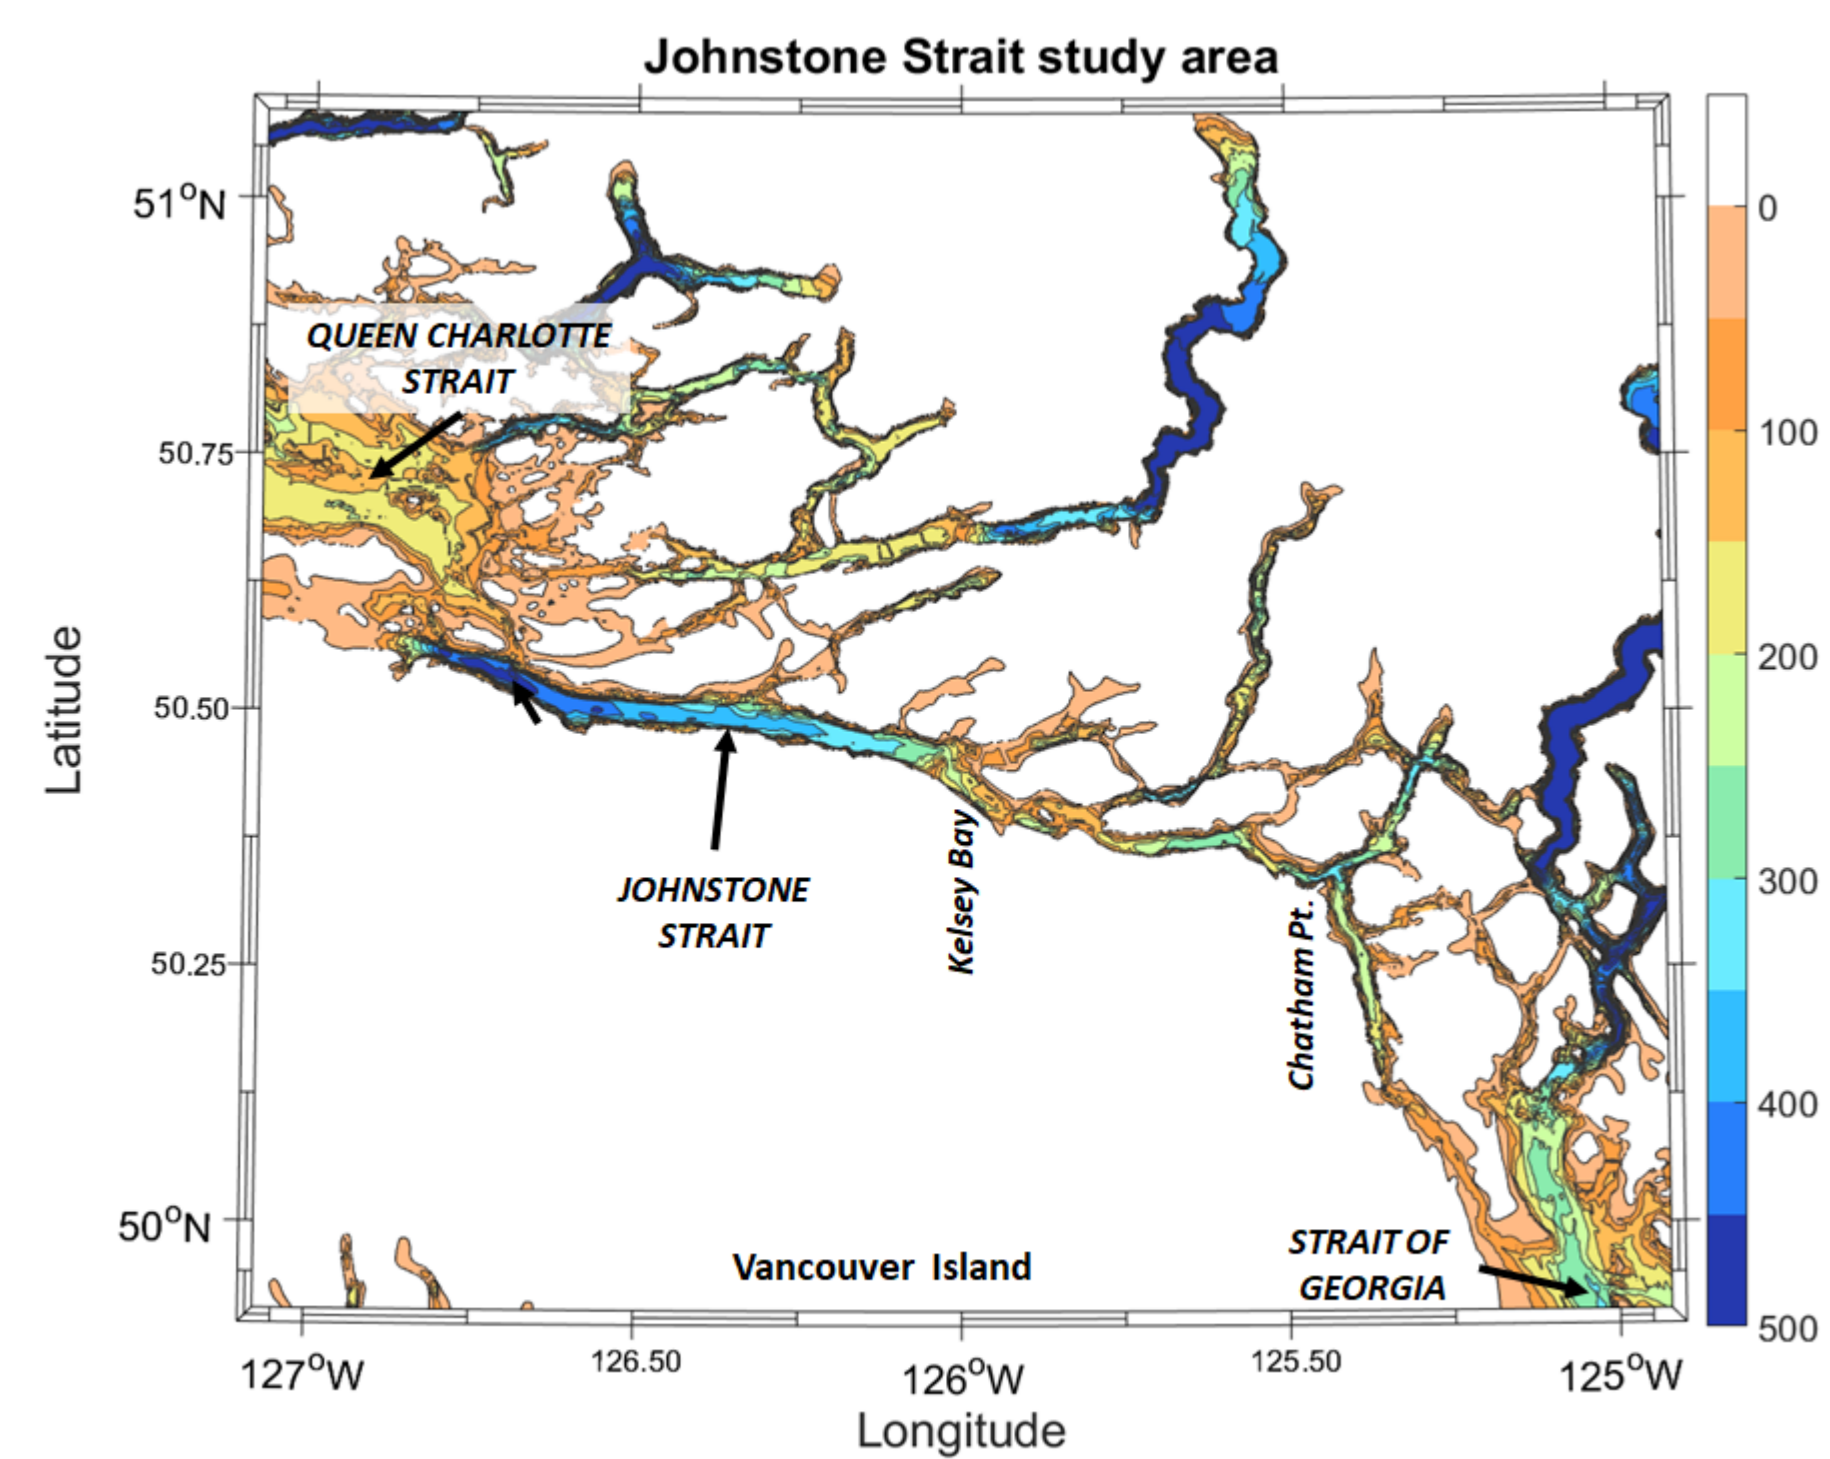 Johnstone Strait study area
51°N
0
QUEEN CHARLOTTE
STRAIT
100
50.75
200
Latitude
50.50
300
JOHNSTONE
STRAIT
Kelsey Bay
Chatham Pt.
50.25
400
50°N
STRAIT OF
GEORGIA
Vancouver Island
500
127°W
126.50
126°W
125.50
125°W
Longitude